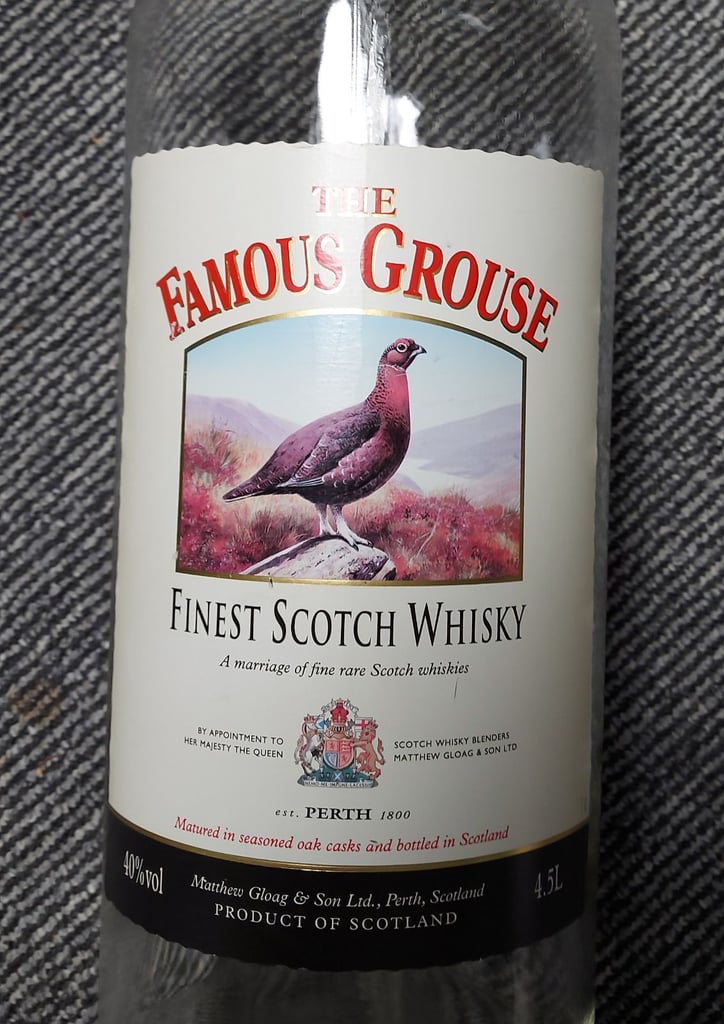 THE
FAMOUS GROUSE
FINEST SCOTCH WHISKY
A marriage of fine rare Scotch whiskies
BY APPOINTMENT TO
HER MAJESTY THE QUEEN
SCOTCH WHISKY BLENDERS
MATTHEW GLOAG & SON LTD
est. PERTH 1800
Matured in seasoned oak casks and bottled in Scotland
40%vol
Matthew Gloag & Son Ltd., Perth, Scotland
PRODUCT OF SCOTLAND
4.5L